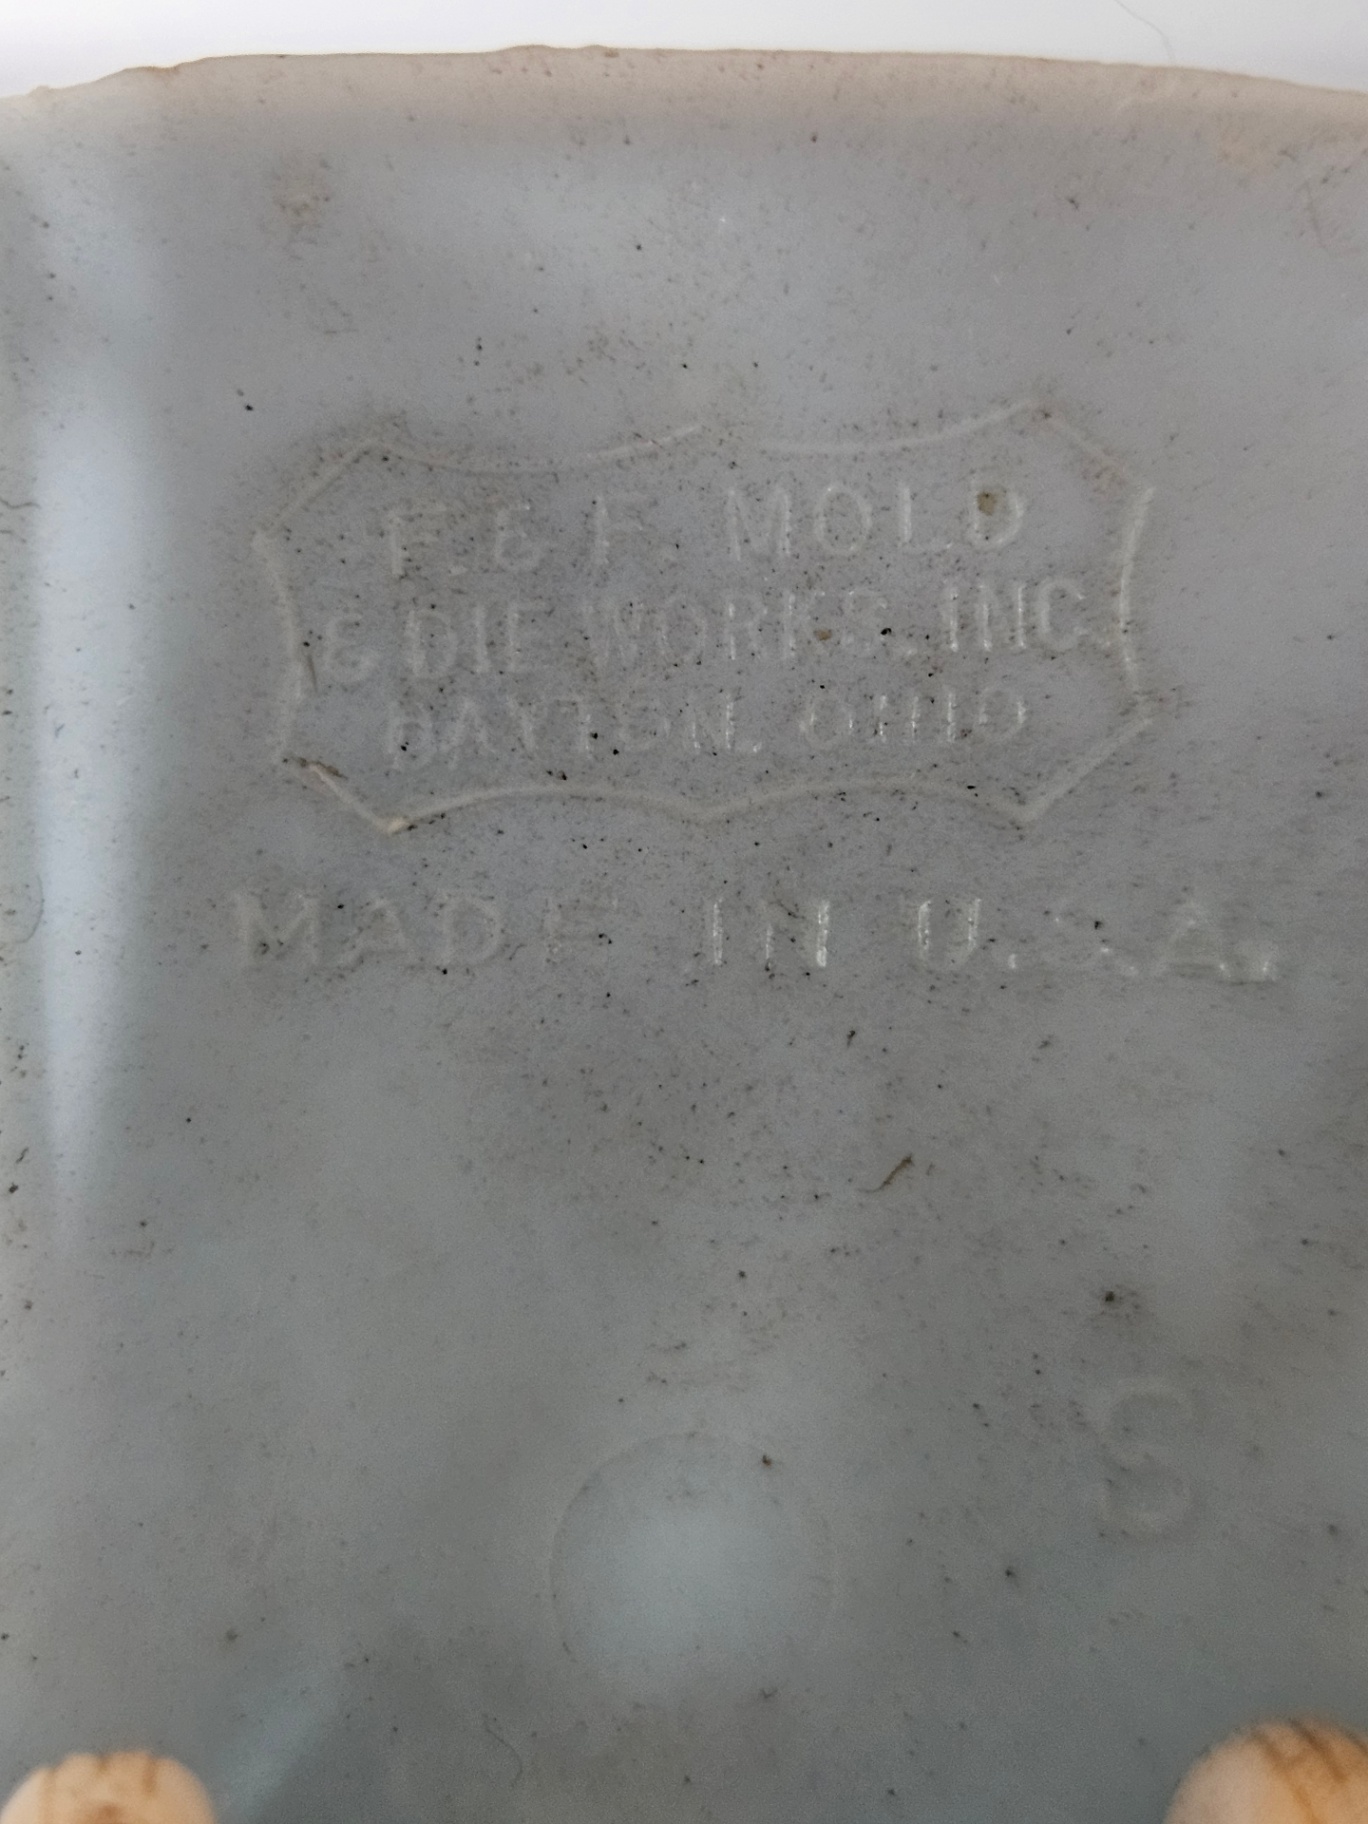 F. & F. MOLD
& DIE WORKS, INC.
DAYTON, OHIO
MADE IN U.S.A.
S